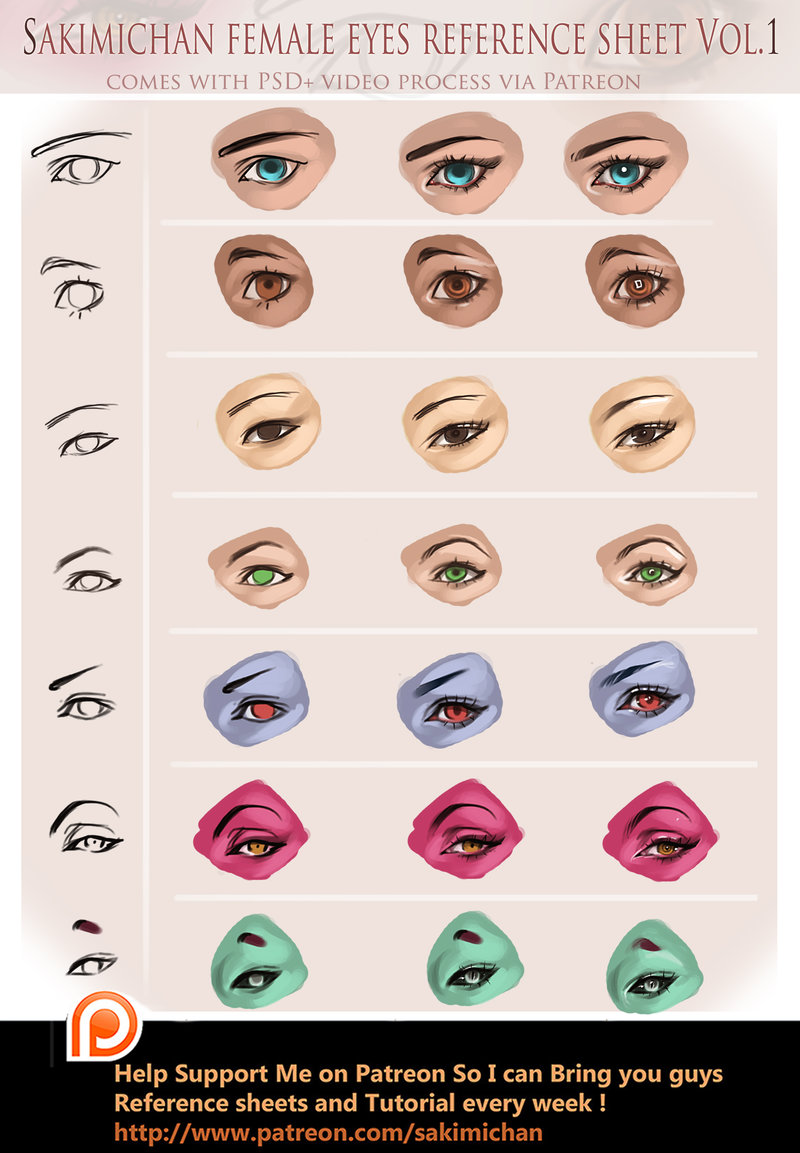 Sakimichan female eyes reference sheet Vol.1
comes with PSD+ video process via Patreon
Help Support Me on Patreon So I can Bring you guys
Reference sheets and Tutorial every week !
http://www.patreon.com/sakimichan